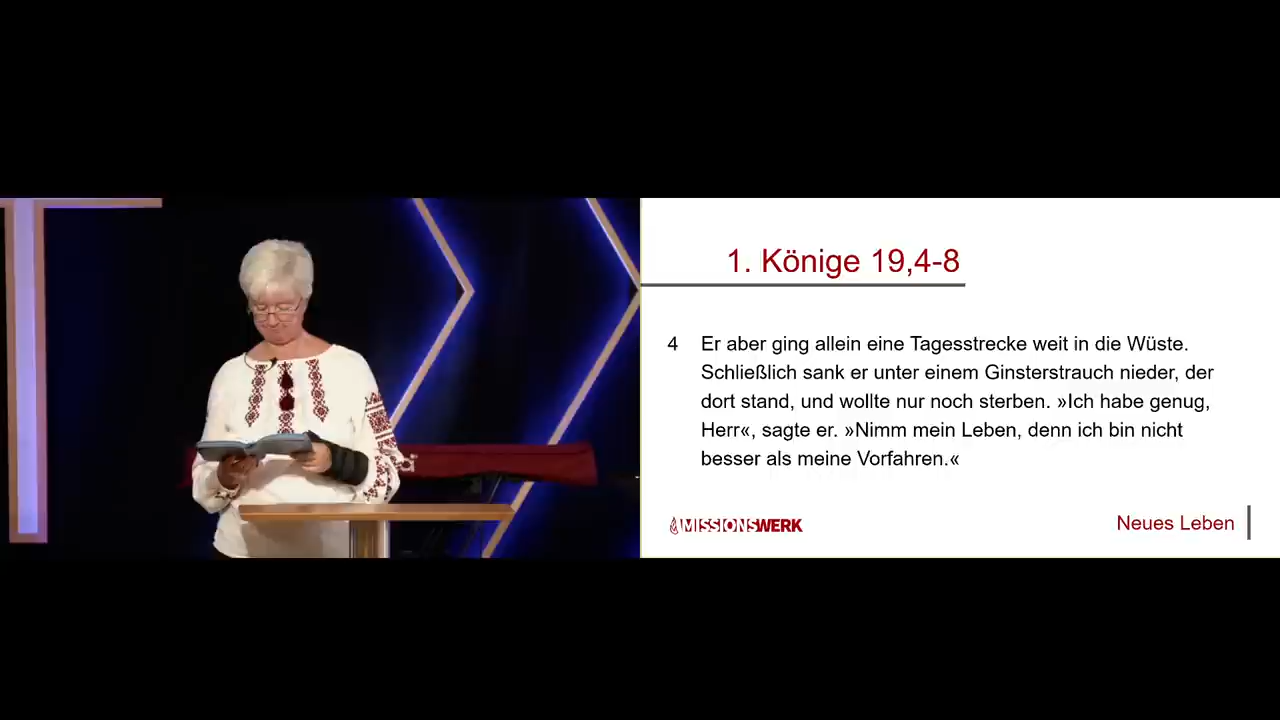 1. Könige 19,4-8
4 Er aber ging allein eine Tagesstrecke weit in die Wüste.
Schließlich sank er unter einem Ginsterstrauch nieder, der
dort stand, und wollte nur noch sterben. »Ich habe genug,
Herr«, sagte er. »Nimm mein Leben, denn ich bin nicht
besser als meine Vorfahren.«
MISSIONSWERK
Neues Leben